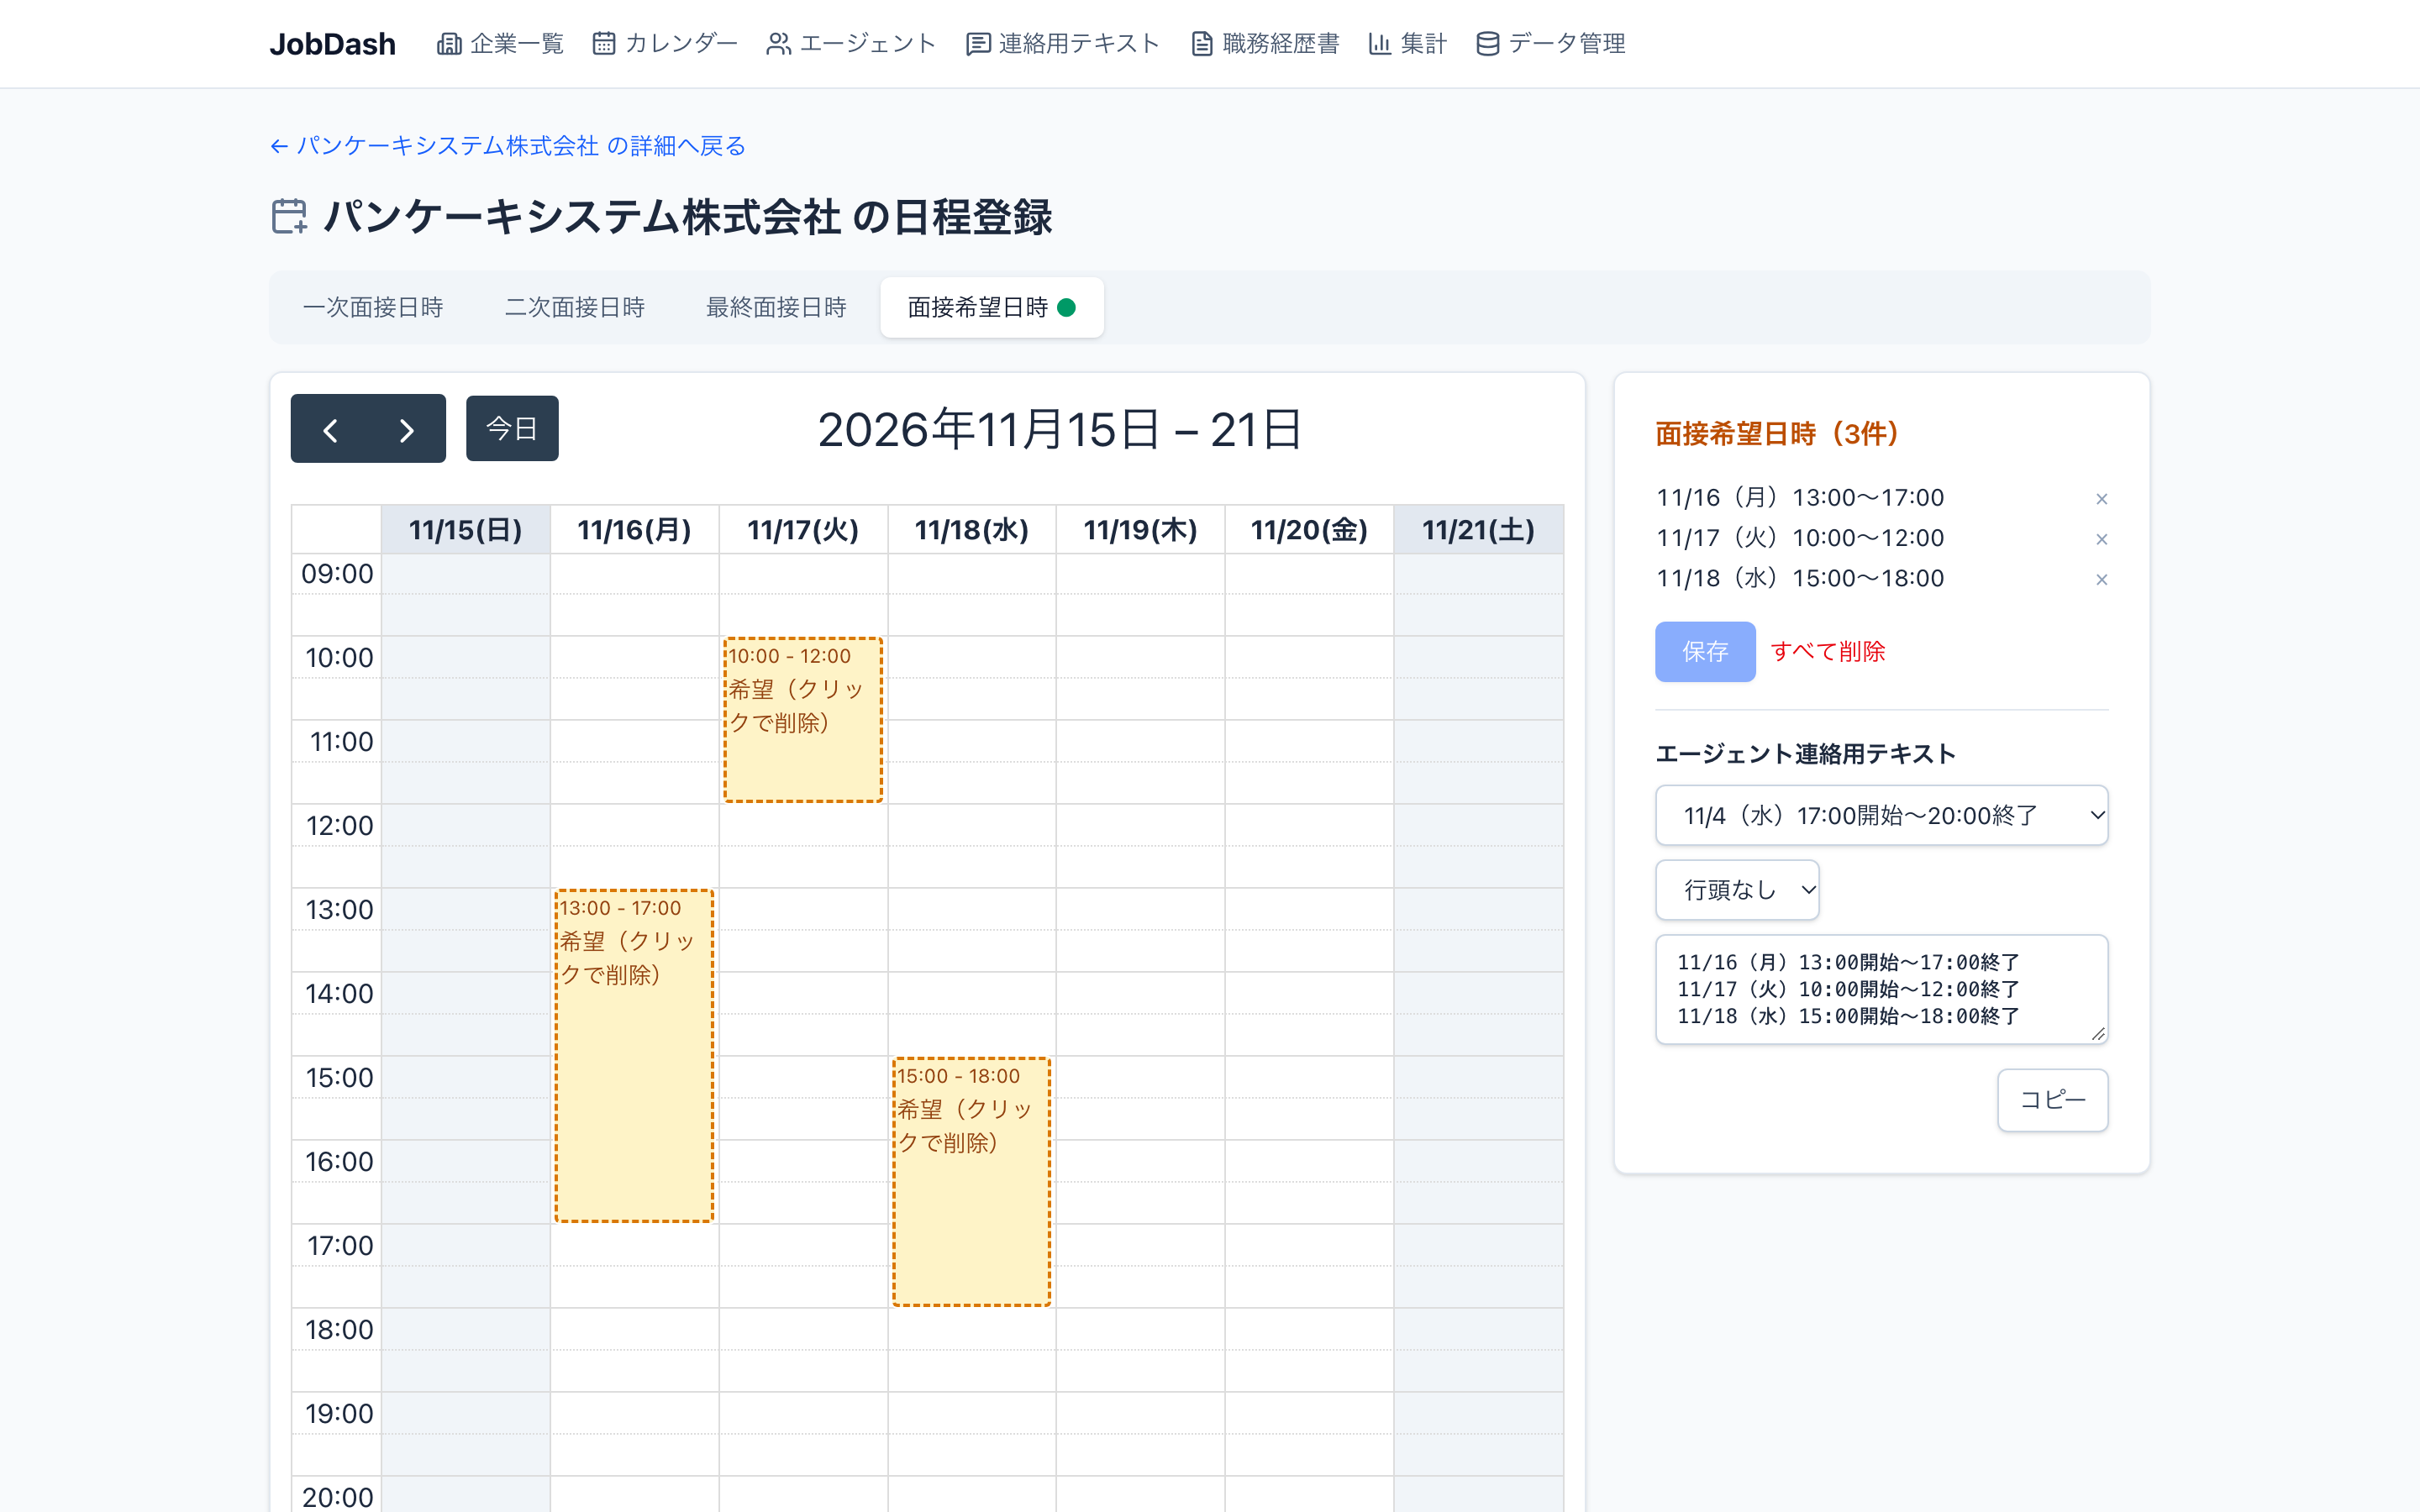 JobDash 企業一覧 カレンダー エージェント 連絡用テキスト 職務経歴書 集計 データ管理
← パンケーキシステム株式会社 の詳細へ戻る
パンケーキシステム株式会社 の日程登録
一次面接日時 二次面接日時 最終面接日時 面接希望日時
今日 2026年11月15日 – 21日
11/15(日) 11/16(月) 11/17(火) 11/18(水) 11/19(木) 11/20(金) 11/21(土)
09:00
10:00
11:00
12:00
13:00
14:00
15:00
16:00
17:00
18:00
19:00
20:00
10:00 - 12:00
希望（クリッ
クで削除）
13:00 - 17:00
希望（クリッ
クで削除）
15:00 - 18:00
希望（クリッ
クで削除）
面接希望日時（3件）
11/16（月）13:00〜17:00 ×
11/17（火）10:00〜12:00 ×
11/18（水）15:00〜18:00 ×
保存 すべて削除
エージェント連絡用テキスト
11/4（水）17:00開始〜20:00終了
行頭なし
11/16（月）13:00開始〜17:00終了
11/17（火）10:00開始〜12:00終了
11/18（水）15:00開始〜18:00終了
コピー